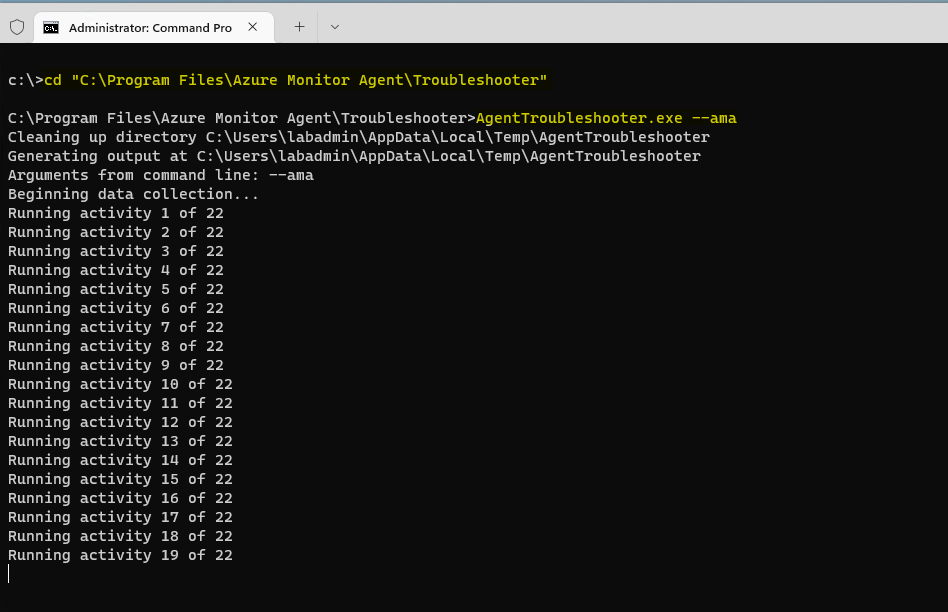 Administrator: Command Pro
c:\>cd "C:\Program Files\Azure Monitor Agent\Troubleshooter"
C:\Program Files\Azure Monitor Agent\Troubleshooter>AgentTroubleshooter.exe --ama
Cleaning up directory C:\Users\labadmin\AppData\Local\Temp\AgentTroubleshooter
Generating output at C:\Users\labadmin\AppData\Local\Temp\AgentTroubleshooter
Arguments from command line: --ama
Beginning data collection...
Running activity 1 of 22
Running activity 2 of 22
Running activity 3 of 22
Running activity 4 of 22
Running activity 5 of 22
Running activity 6 of 22
Running activity 7 of 22
Running activity 8 of 22
Running activity 9 of 22
Running activity 10 of 22
Running activity 11 of 22
Running activity 12 of 22
Running activity 13 of 22
Running activity 14 of 22
Running activity 15 of 22
Running activity 16 of 22
Running activity 17 of 22
Running activity 18 of 22
Running activity 19 of 22